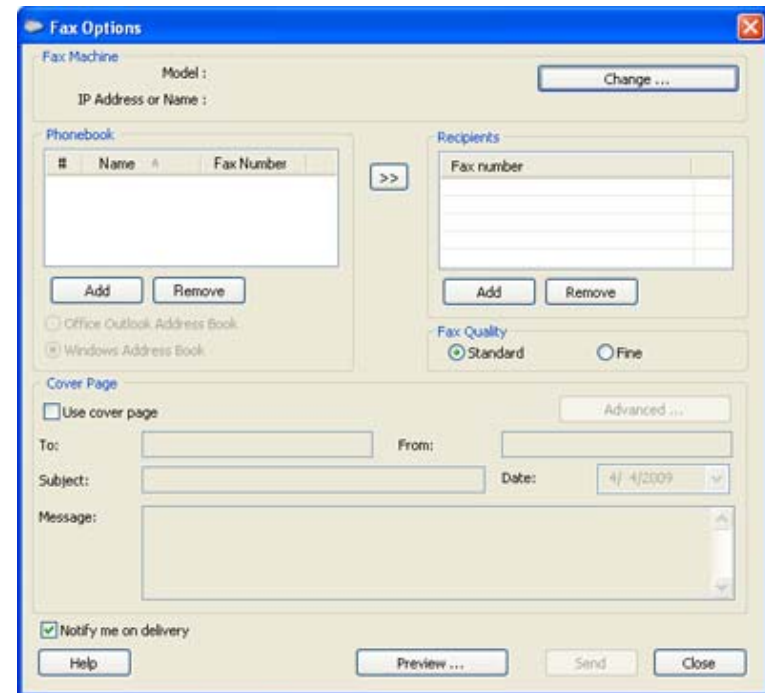 Fax Options
Fax Machine
Model :
Change ...
IP Address or Name :
Phonebook
Recipients
# Name Fax Number
Fax number
>>
Add Remove
Add Remove
Office Outlook Address Book
Windows Address Book
Fax Quality
Standard Fine
Cover Page
Use cover page
Advanced ...
To: From:
Subject: Date: 4/ 4/2009
Message:
Notify me on delivery
Help Preview ... Send Close